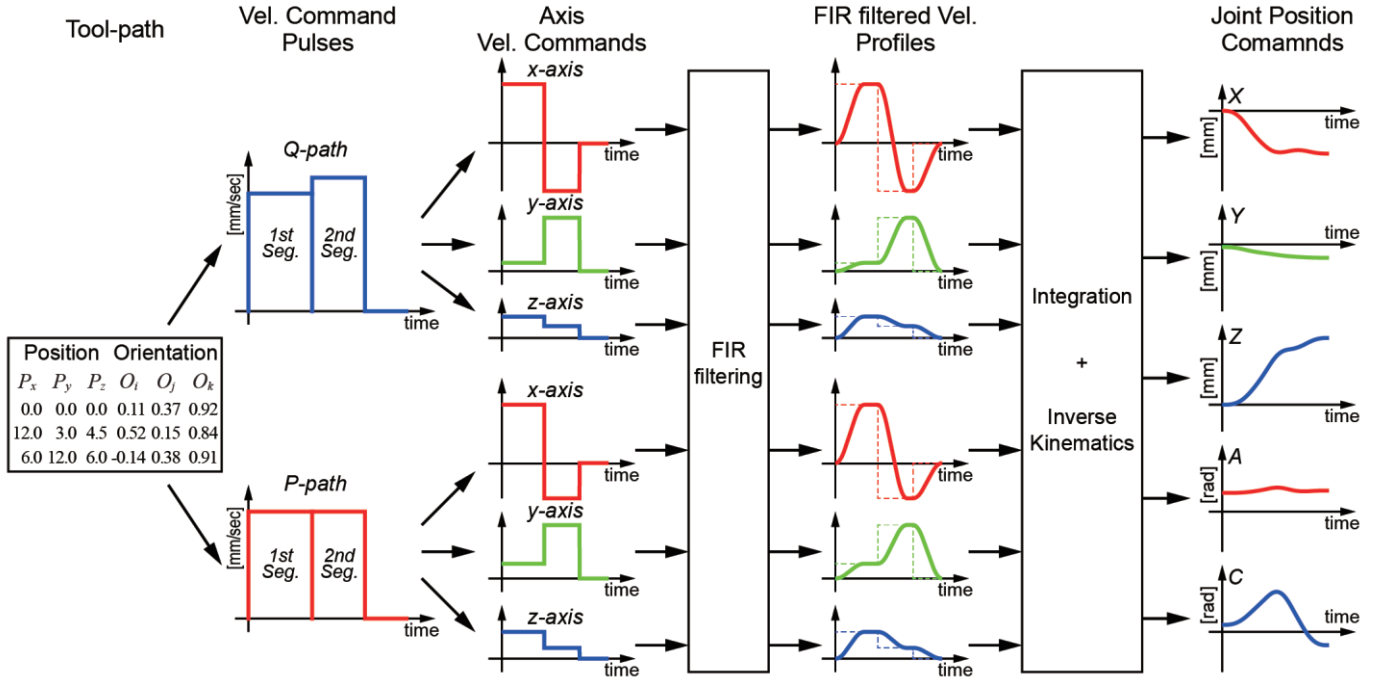 Tool-path
Vel. Command
Pulses
Axis
Vel. Commands
FIR filtered Vel.
Profiles
Joint Position
Comamnds
Position Orientation
Px Py Pz Oi Oj Ok
0.0 0.0 0.0 0.11 0.37 0.92
12.0 3.0 4.5 0.52 0.15 0.84
6.0 12.0 6.0 -0.14 0.38 0.91
Q-path
[mm/sec]
1st
Seg.
2nd
Seg.
time
P-path
[mm/sec]
1st
Seg.
2nd
Seg.
time
x-axis
time
y-axis
time
z-axis
time
x-axis
time
y-axis
time
z-axis
time
FIR
filtering
time
time
time
time
time
time
Integration
+
Inverse
Kinematics
X
[mm]
time
Y
[mm]
time
Z
[mm]
time
A
[rad]
time
C
[rad]
time